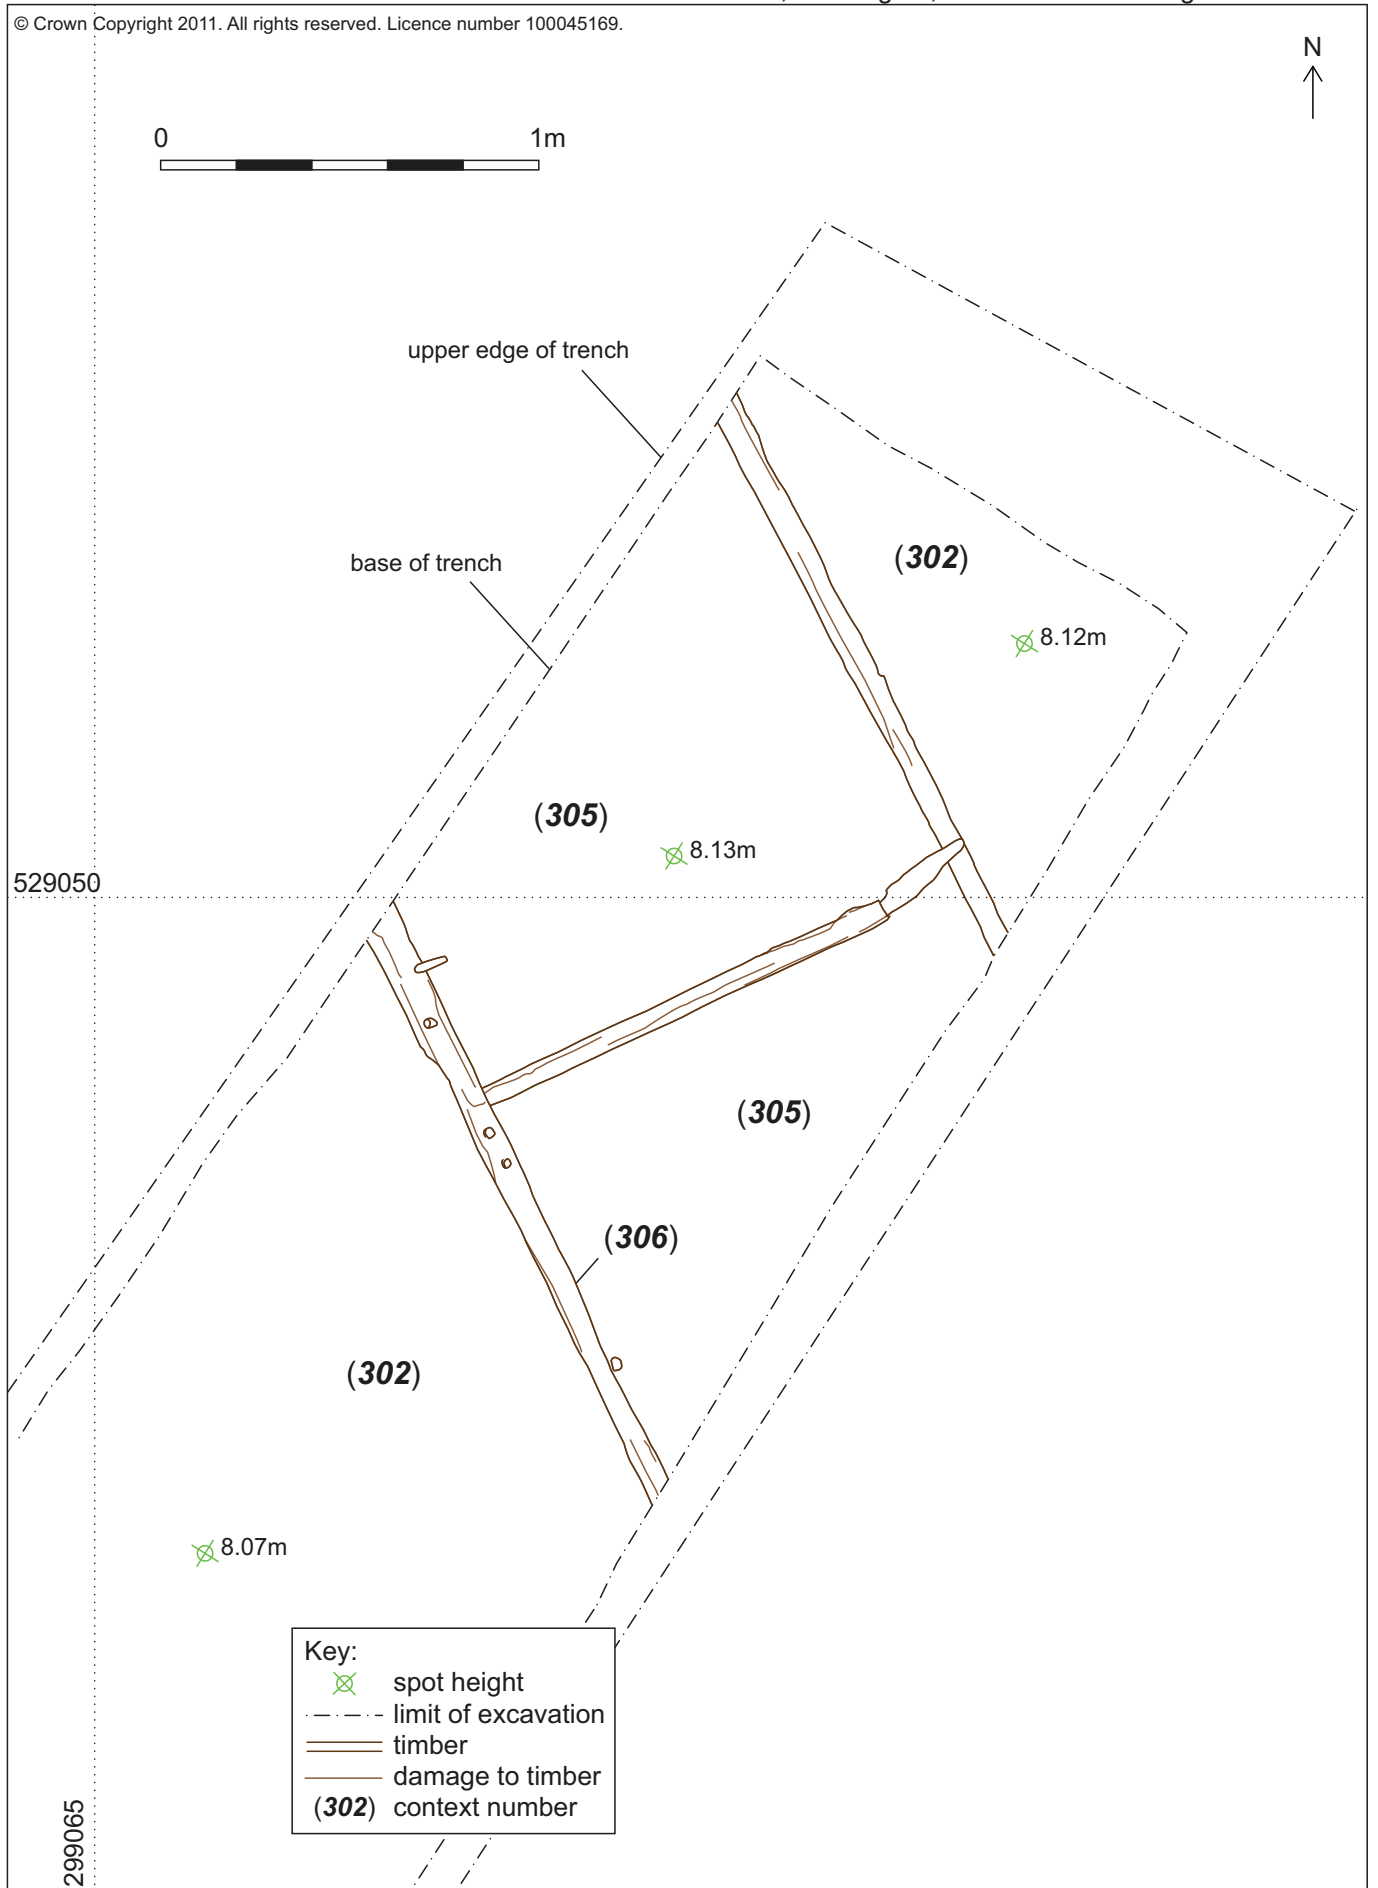 © Crown Copyright 2011. All rights reserved. Licence number 100045169.
N
0 1m
upper edge of trench
base of trench
(302)
8.12m
(305)
8.13m
529050
(305)
(306)
(302)
8.07m
Key:
spot height
limit of excavation
timber
damage to timber
(302) context number
299065